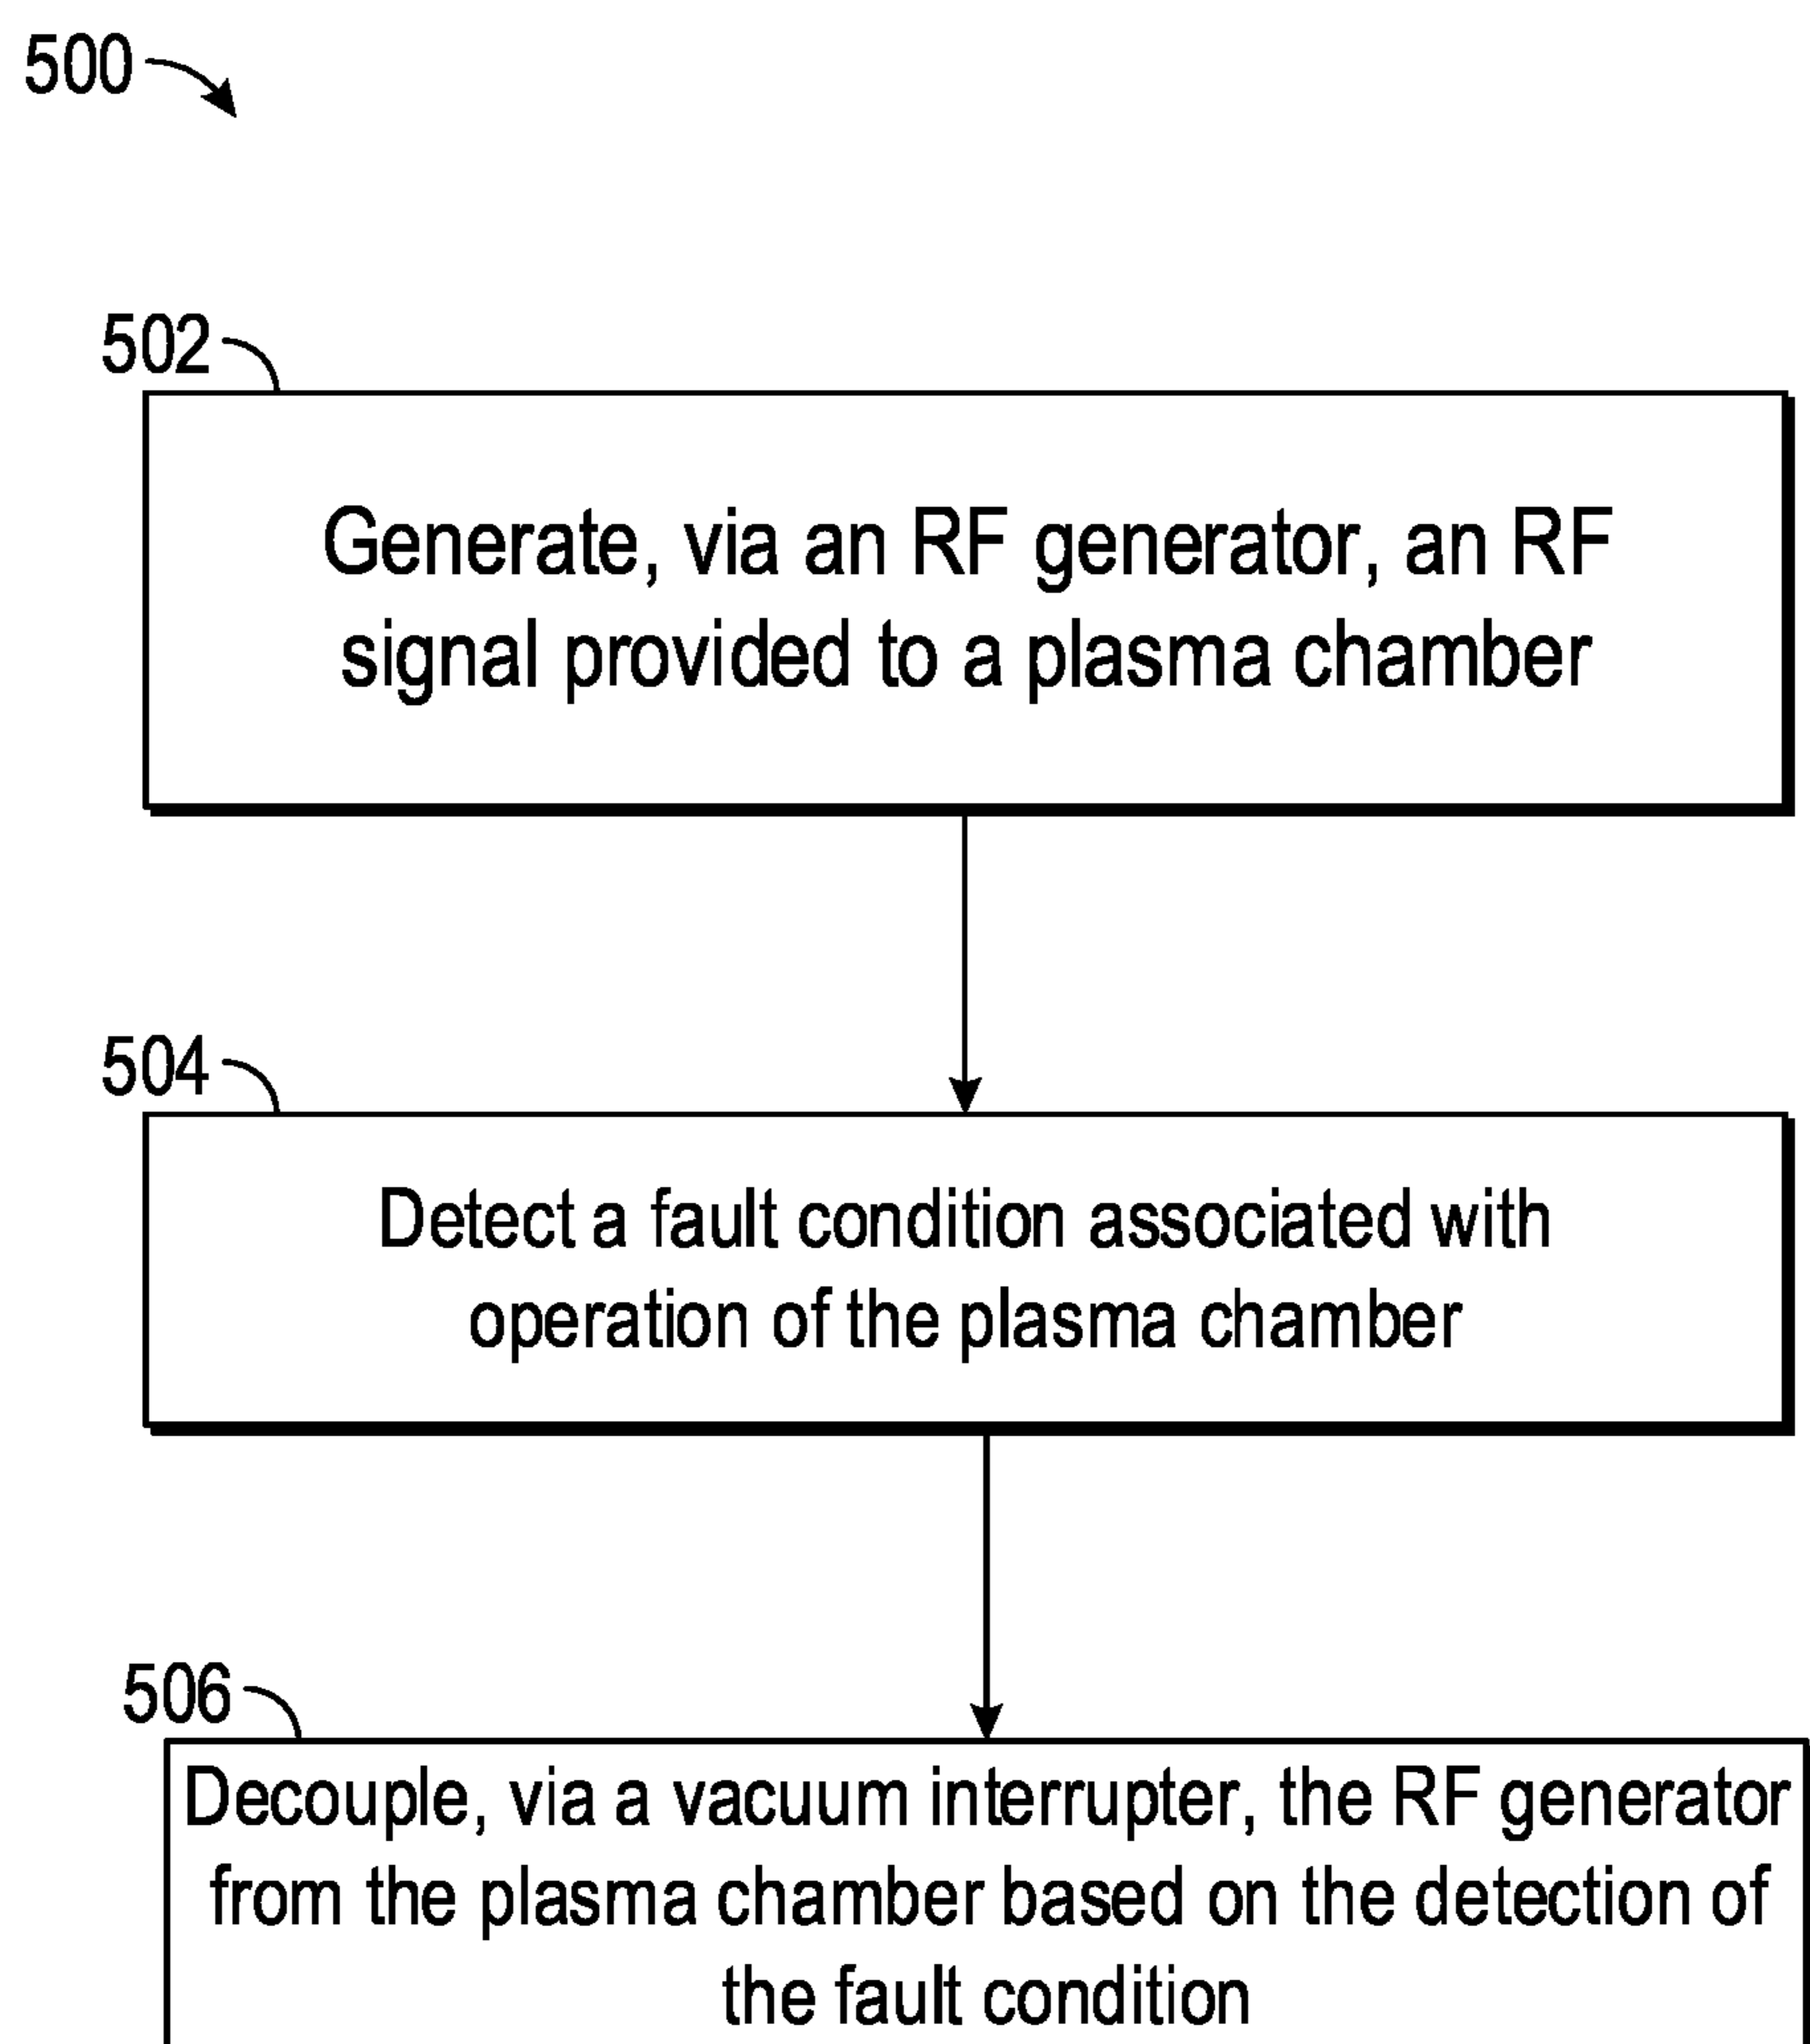 500
502
Generate, via an RF generator, an RF
signal provided to a plasma chamber
504
Detect a fault condition associated with
operation of the plasma chamber
506
Decouple, via a vacuum interrupter, the RF generator
from the plasma chamber based on the detection of
the fault condition